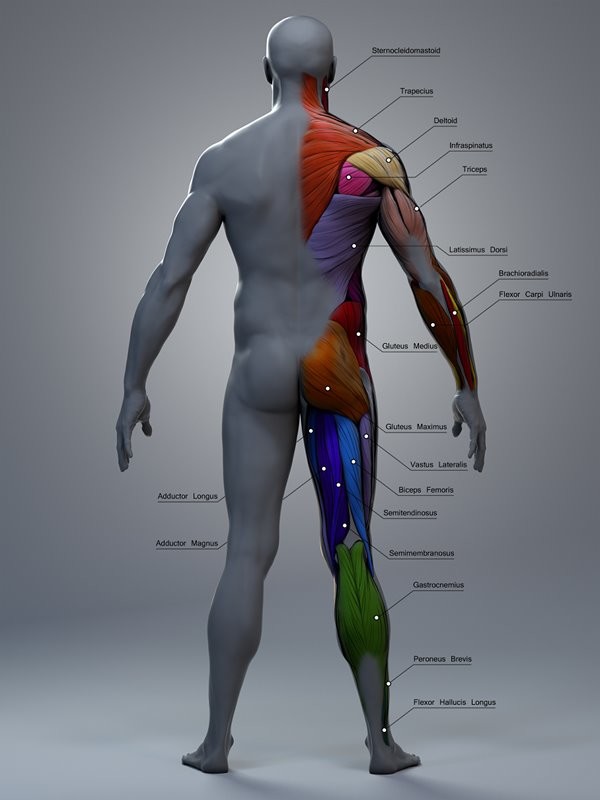 Sternocleidomastoid
Trapecius
Deltoid
Infraspinatus
Triceps
Latissimus Dorsi
Brachioradialis
Flexor Carpi Ulnaris
Gluteus Medius
Gluteus Maximus
Vastus Lateralis
Biceps Femoris
Adductor Longus
Semitendinosus
Adductor Magnus
Semimembranosus
Gastrocnemius
Peroneus Brevis
Flexor Hallucis Longus